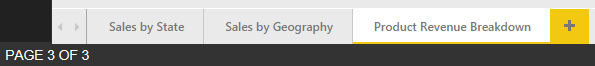 Sales by State Sales by Geography Product Revenue Breakdown +
PAGE 3 OF 3